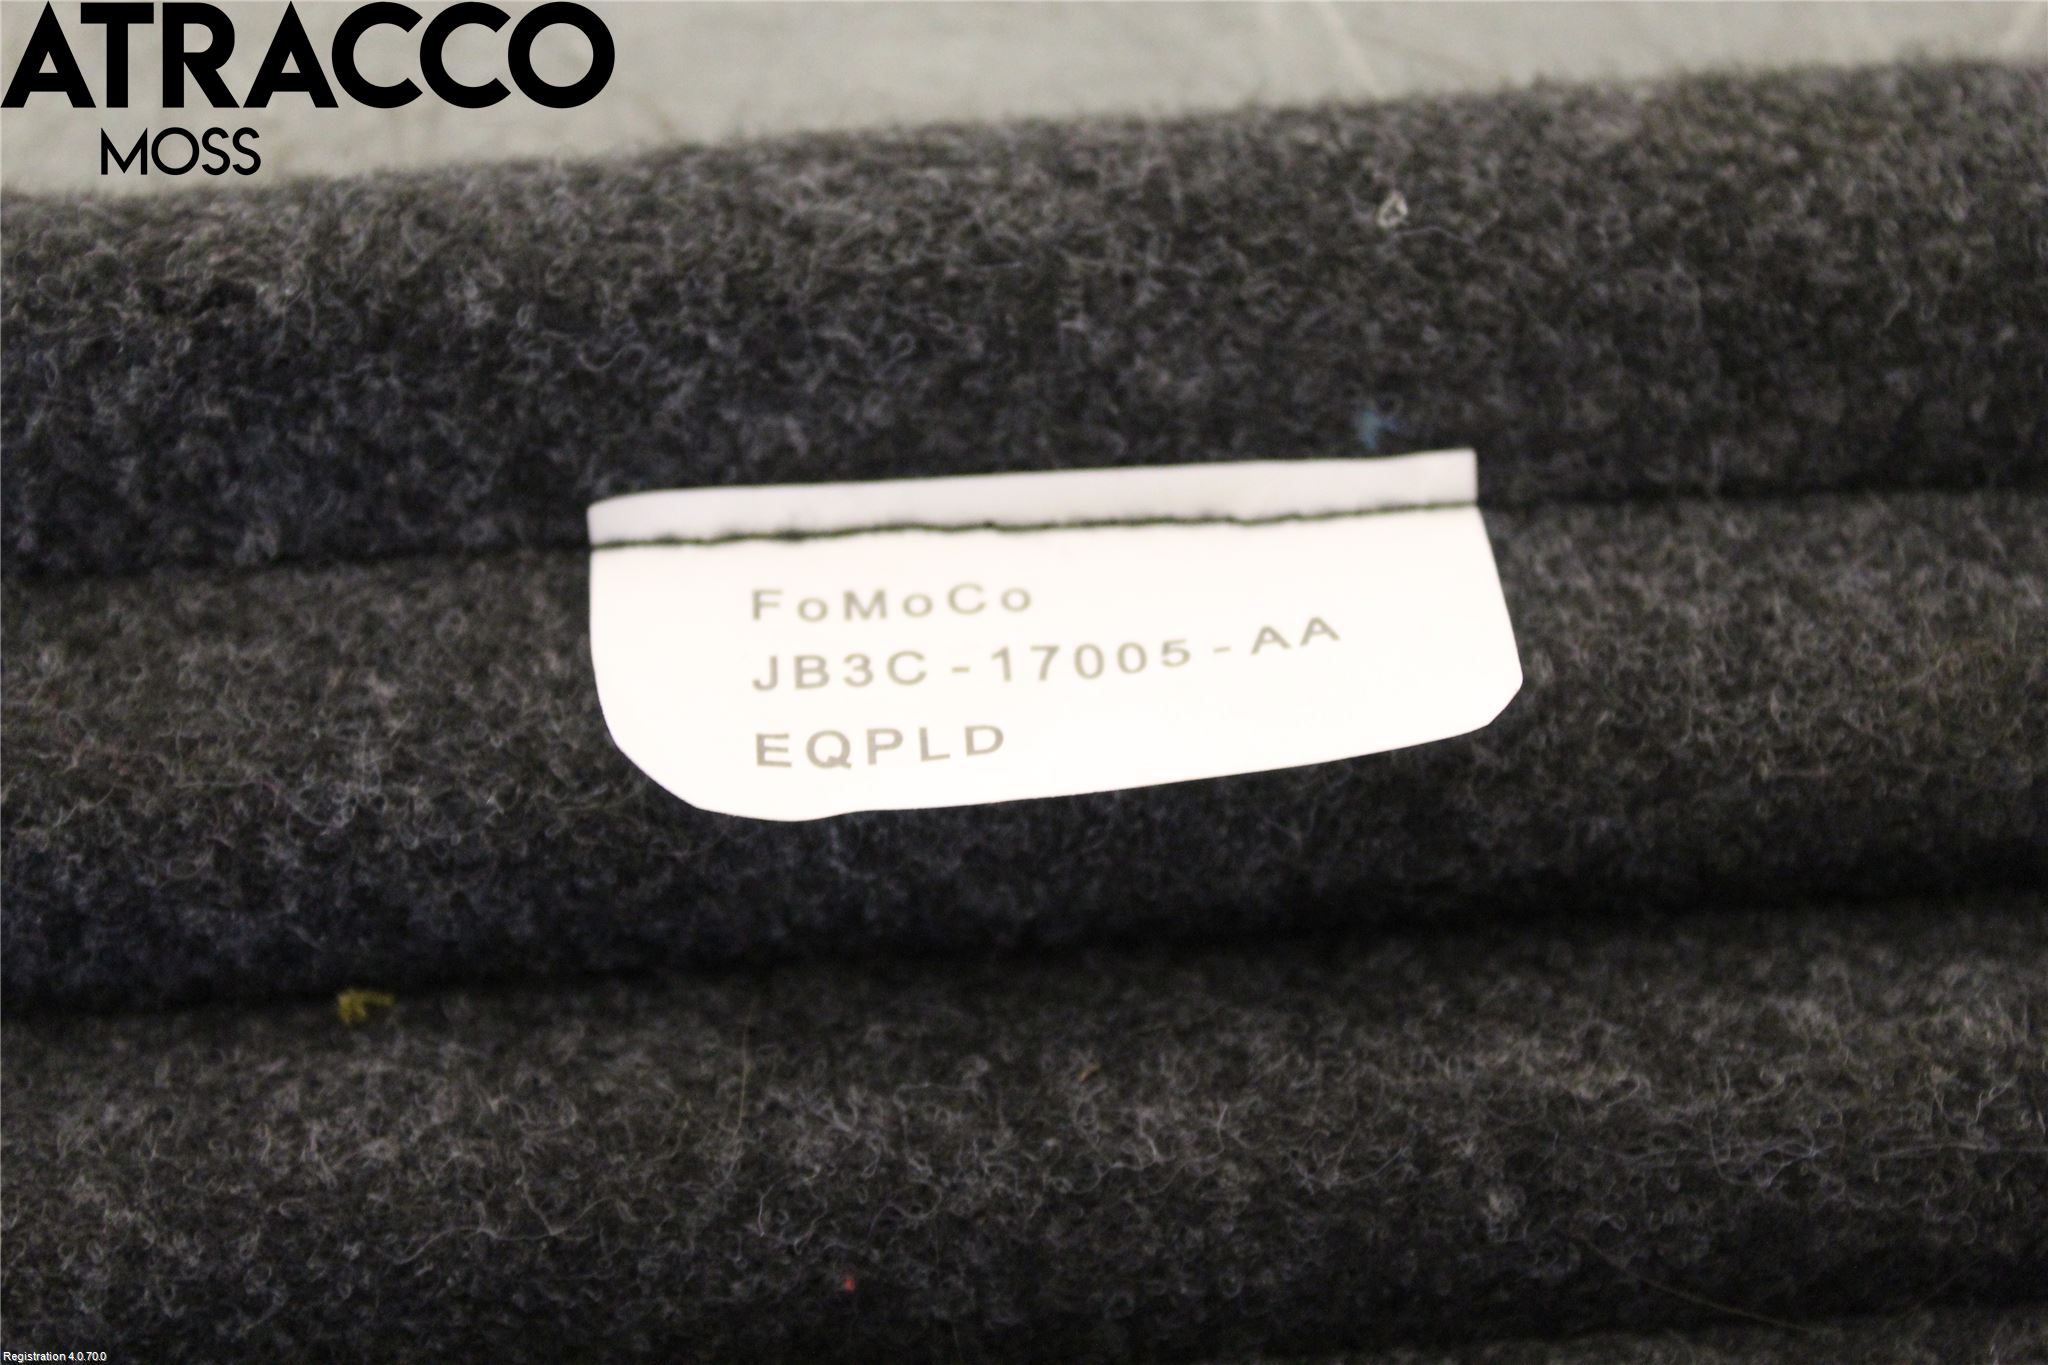 ATRACCO
MOSS
FoMoCo
JB3C-17005-AA
EQPLD
Registration 4.0.70.0